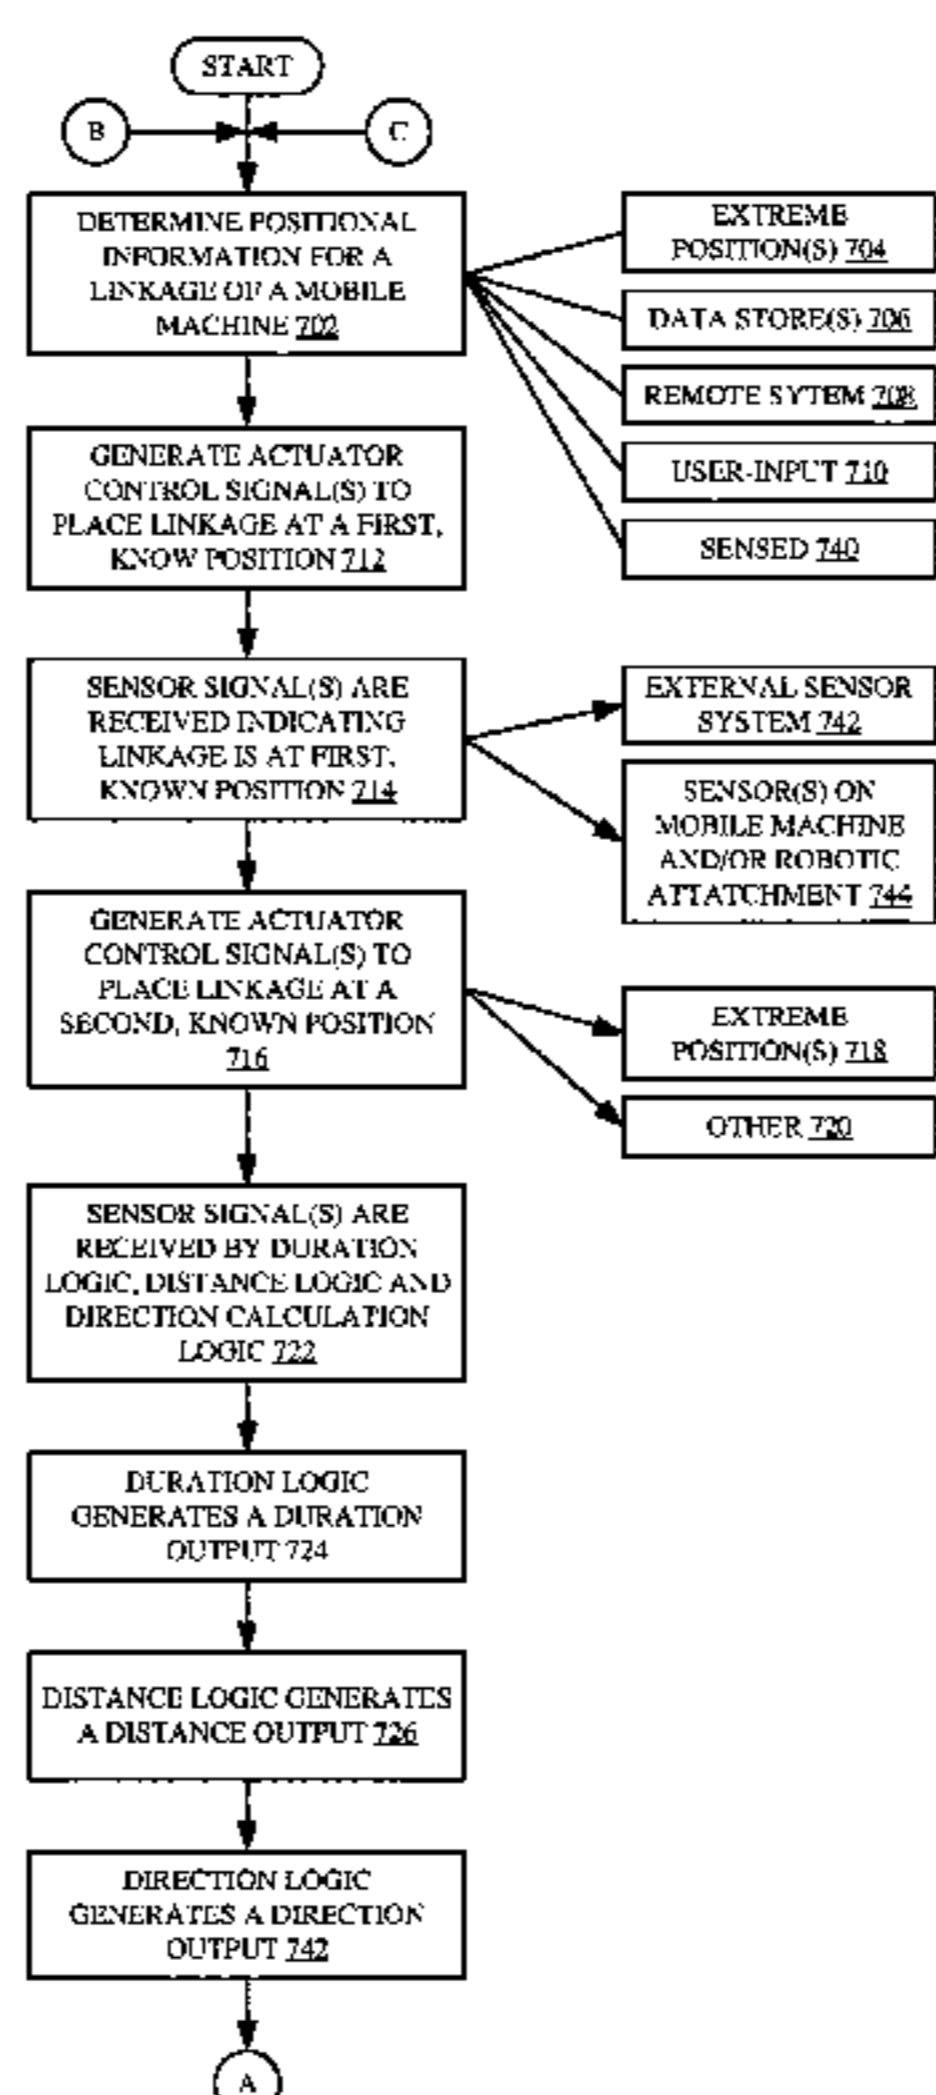 START
B
C
DETERMINE POSITIONAL
INFORMATION FOR A
LINKAGE OF A MOBILE
MACHINE 702
EXTREME
POSITION(S) 704
DATA STORE(S) 706
REMOTE SYTEM 708
USER-INPUT 710
SENSED 740
GENERATE ACTUATOR
CONTROL SIGNAL(S) TO
PLACE LINKAGE AT A FIRST,
KNOW POSITION 712
SENSOR SIGNAL(S) ARE
RECEIVED INDICATING
LINKAGE IS AT FIRST,
KNOWN POSITION 714
EXTERNAL SENSOR
SYSTEM 742
SENSOR(S) ON
MOBILE MACHINE
AND/OR ROBOTIC
ATTATCHMENT 744
GENERATE ACTUATOR
CONTROL SIGNAL(S) TO
PLACE LINKAGE AT A
SECOND, KNOWN POSITION
716
EXTREME
POSITION(S) 718
OTHER 720
SENSOR SIGNAL(S) ARE
RECEIVED BY DURATION
LOGIC, DISTANCE LOGIC AND
DIRECTION CALCULATION
LOGIC 722
DURATION LOGIC
GENERATES A DURATION
OUTPUT 724
DISTANCE LOGIC GENERATES
A DISTANCE OUTPUT 726
DIRECTION LOGIC
GENERATES A DIRECTION
OUTPUT 742
A